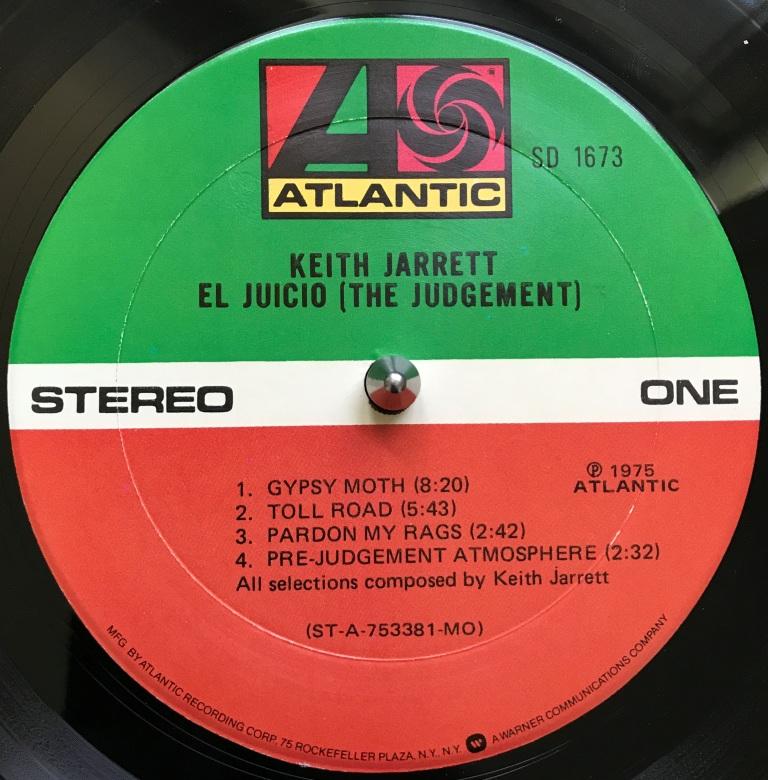 ATLANTIC
SD 1673
KEITH JARRETT
EL JUICIO (THE JUDGEMENT)
STEREO
ONE
1. GYPSY MOTH (8:20)
2. TOLL ROAD (5:43)
3. PARDON MY RAGS (2:42)
4. PRE-JUDGEMENT ATMOSPHERE (2:32)
All selections composed by Keith Jarrett
℗ 1975
ATLANTIC
(ST-A-753381-MO)
MFG. BY ATLANTIC RECORDING CORP. 75 ROCKEFELLER PLAZA, N.Y., N.Y. W A WARNER COMMUNICATIONS COMPANY